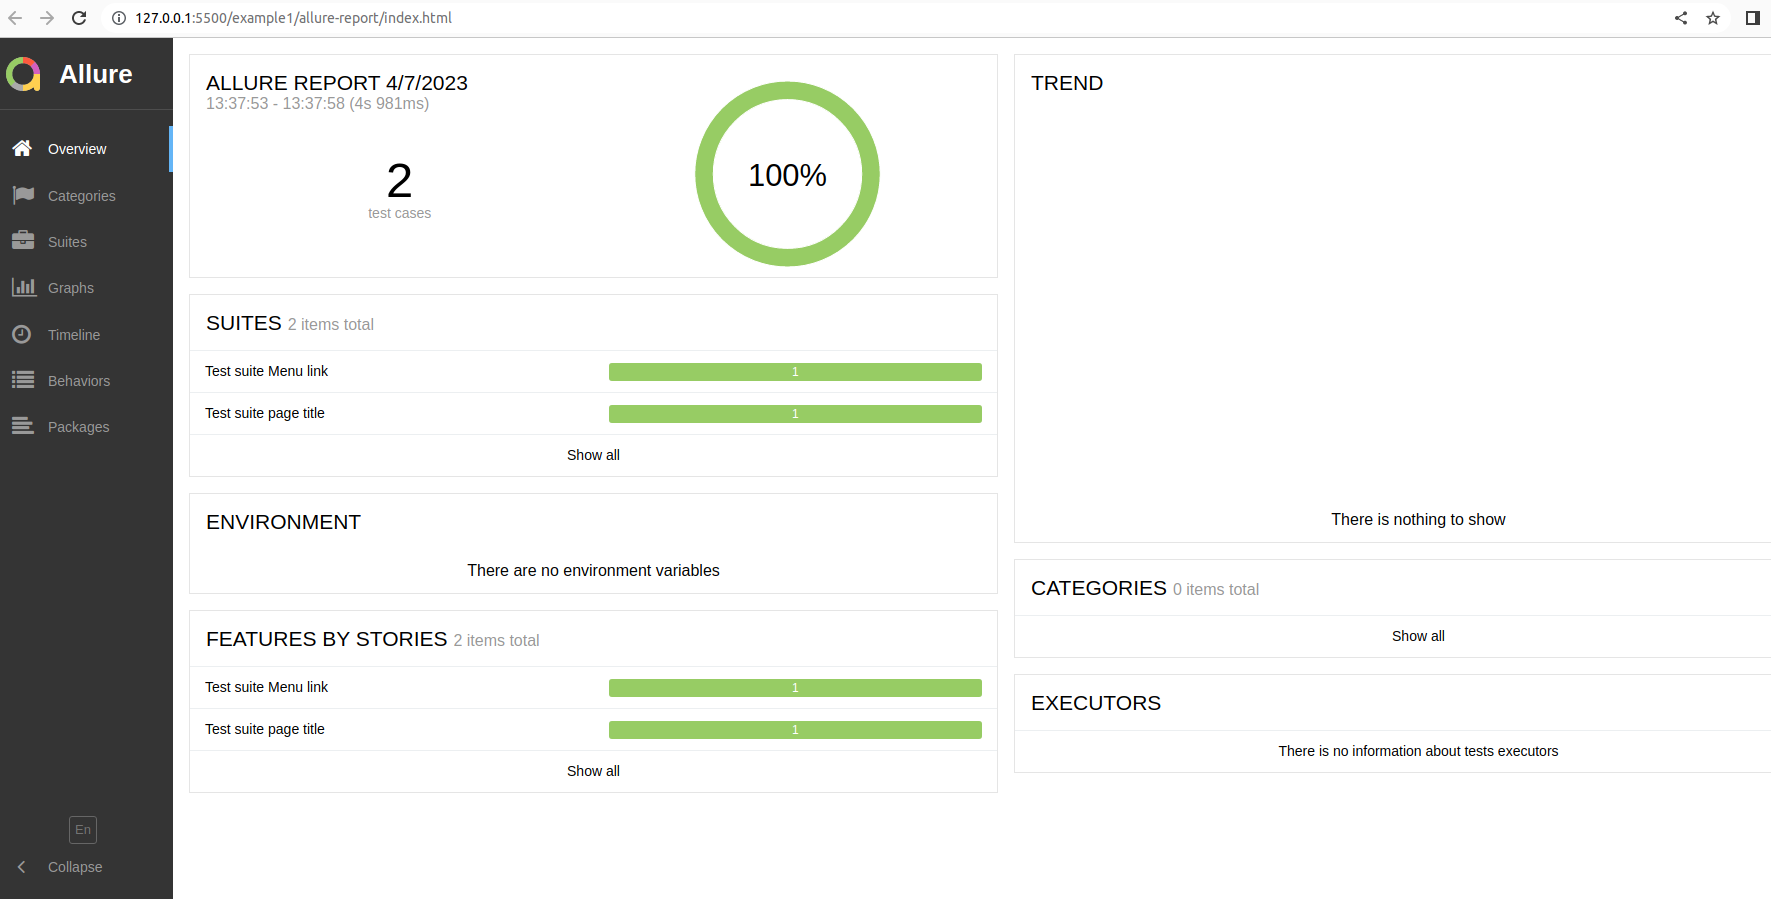 127.0.0.1:5500/example1/allure-report/index.html
Allure
Overview
Categories
Suites
Graphs
Timeline
Behaviors
Packages
En
Collapse
ALLURE REPORT 4/7/2023
13:37:53 - 13:37:58 (4s 981ms)
2
test cases
100%
SUITES 2 items total
Test suite Menu link 1
Test suite page title 1
Show all
ENVIRONMENT
There are no environment variables
FEATURES BY STORIES 2 items total
Test suite Menu link 1
Test suite page title 1
Show all
TREND
There is nothing to show
CATEGORIES 0 items total
Show all
EXECUTORS
There is no information about tests executors